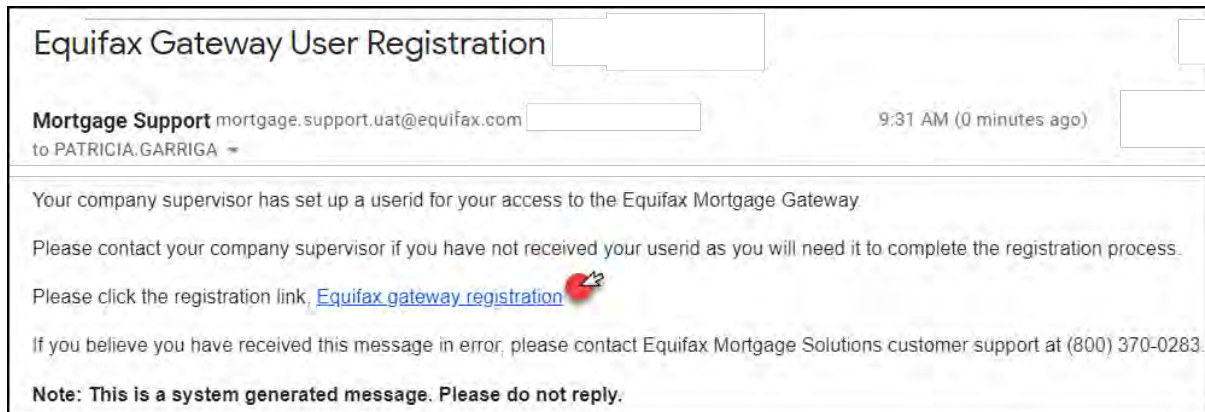 Equifax Gateway User Registration
Mortgage Support mortgage.support.uat@equifax.com 9:31 AM (0 minutes ago)
to PATRICIA.GARRIGA
Your company supervisor has set up a userid for your access to the Equifax Mortgage Gateway.
Please contact your company supervisor if you have not received your userid as you will need it to complete the registration process.
Please click the registration link, Equifax gateway registration
If you believe you have received this message in error, please contact Equifax Mortgage Solutions customer support at (800) 370-0283.
Note: This is a system generated message. Please do not reply.